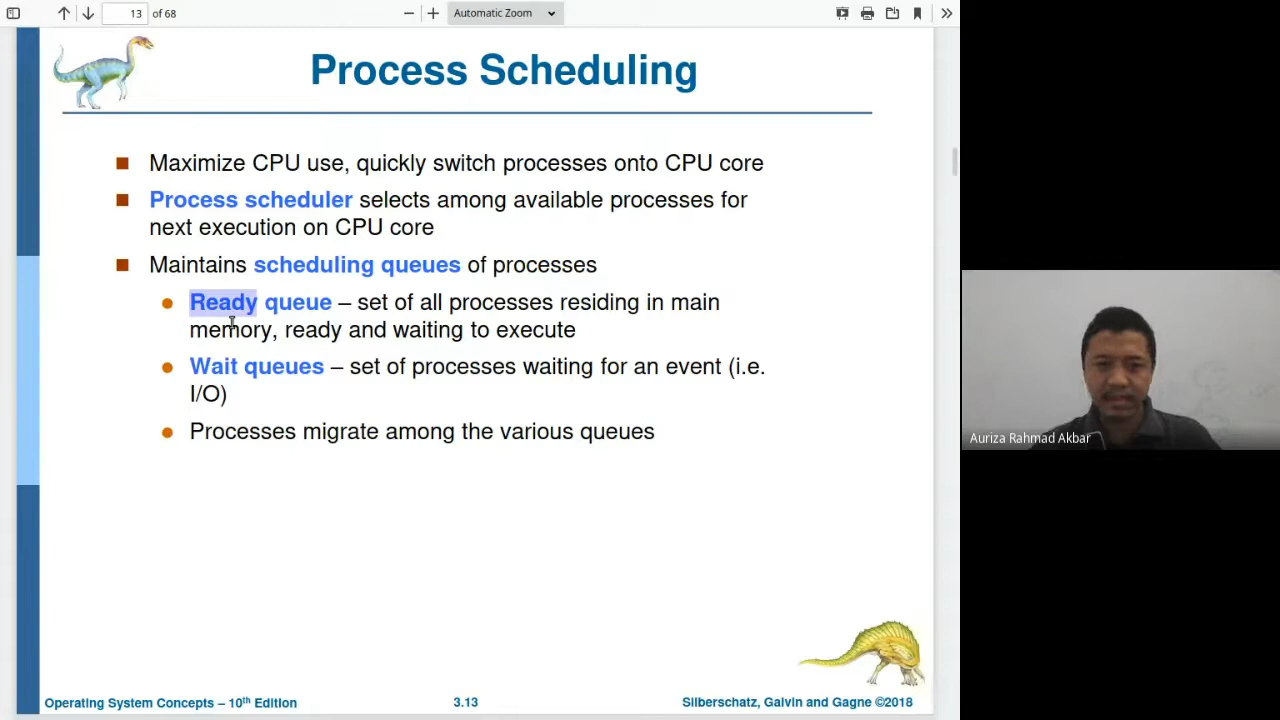 13 of 68
Automatic Zoom
Process Scheduling
Maximize CPU use, quickly switch processes onto CPU core
Process scheduler selects among available processes for
next execution on CPU core
Maintains scheduling queues of processes
Ready queue – set of all processes residing in main
memory, ready and waiting to execute
Wait queues – set of processes waiting for an event (i.e.
I/O)
Processes migrate among the various queues
Operating System Concepts – 10th Edition
3.13
Silberschatz, Galvin and Gagne ©2018
Auriza Rahmad Akbar